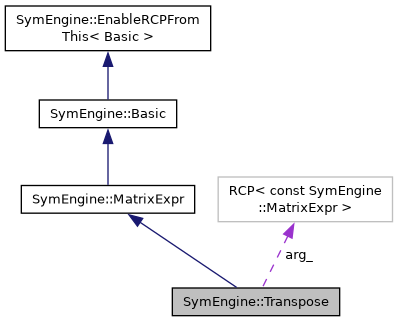 SymEngine::EnableRCPFrom
This< Basic >
SymEngine::Basic
SymEngine::MatrixExpr
RCP< const SymEngine
::MatrixExpr >
arg_
SymEngine::Transpose